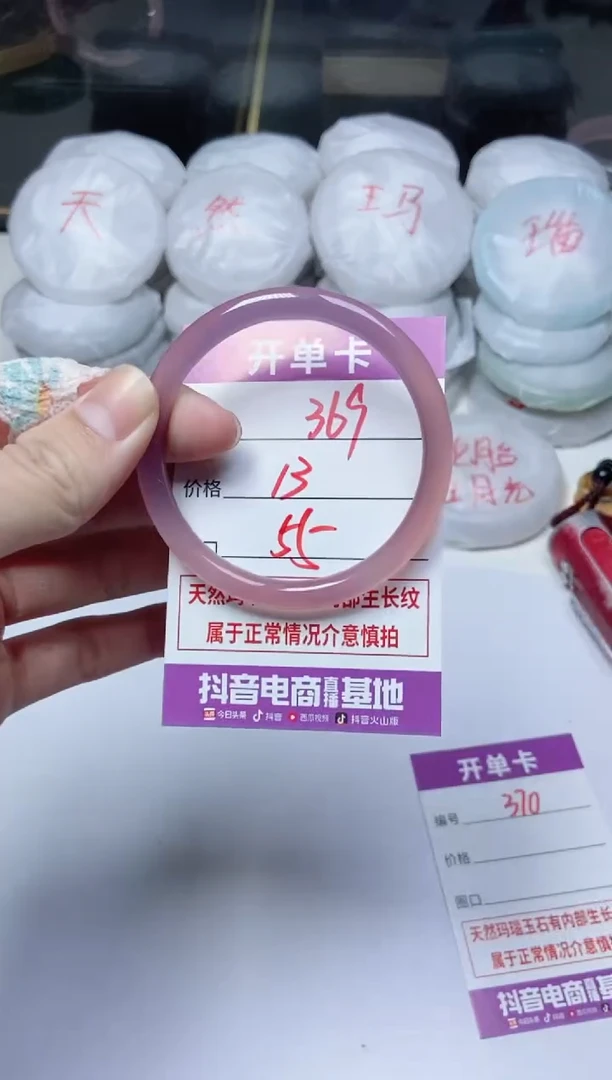 天 然 玛 瑙
开单卡
369
价格 13
口 55
天然玛 部生长纹
属于正常情况介意慎拍
抖音电商直播基地
今日头条 抖音 西瓜视频 抖音火山版
胎
月光
开单卡
编号 370
价格
圈口
天然玛瑙玉石有内部生长
属于正常情况介意慎
抖音电商直播基